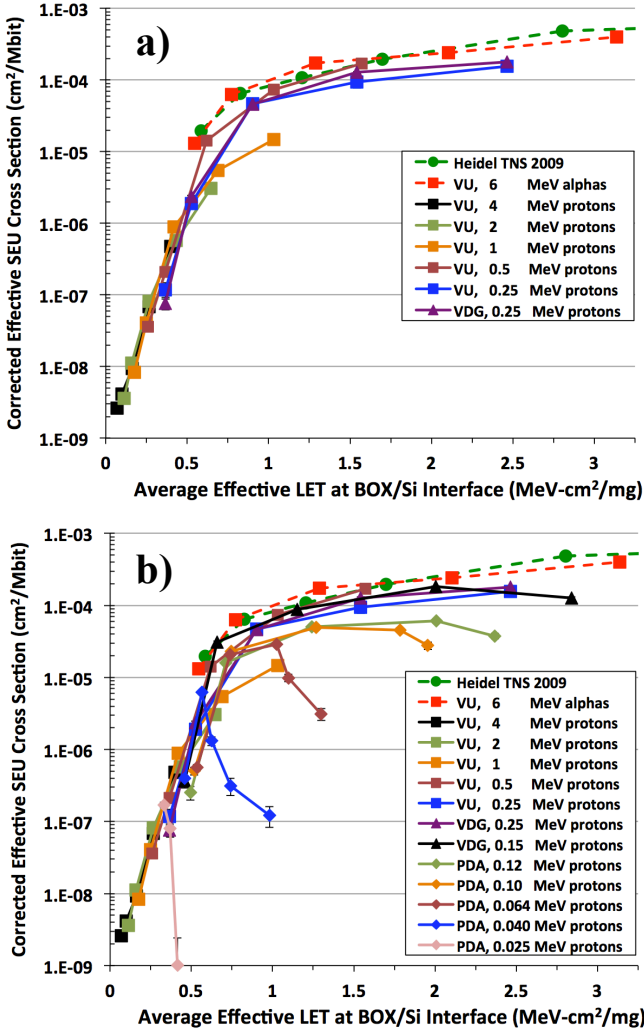 a)
Corrected Effective SEU Cross Section (cm²/Mbit)
1.E-03
1.E-04
1.E-05
1.E-06
1.E-07
1.E-08
1.E-09
Heidel TNS 2009
VU, 6 MeV alphas
VU, 4 MeV protons
VU, 2 MeV protons
VU, 1 MeV protons
VU, 0.5 MeV protons
VU, 0.25 MeV protons
VDG, 0.25 MeV protons
0 0.5 1 1.5 2 2.5 3
Average Effective LET at BOX/Si Interface (MeV-cm²/mg)
b)
Corrected Effective SEU Cross Section (cm²/Mbit)
1.E-03
1.E-04
1.E-05
1.E-06
1.E-07
1.E-08
1.E-09
Heidel TNS 2009
VU, 6 MeV alphas
VU, 4 MeV protons
VU, 2 MeV protons
VU, 1 MeV protons
VU, 0.5 MeV protons
VU, 0.25 MeV protons
VDG, 0.25 MeV protons
VDG, 0.15 MeV protons
PDA, 0.12 MeV protons
PDA, 0.10 MeV protons
PDA, 0.064 MeV protons
PDA, 0.040 MeV protons
PDA, 0.025 MeV protons
0 0.5 1 1.5 2 2.5 3
Average Effective LET at BOX/Si Interface (MeV-cm²/mg)